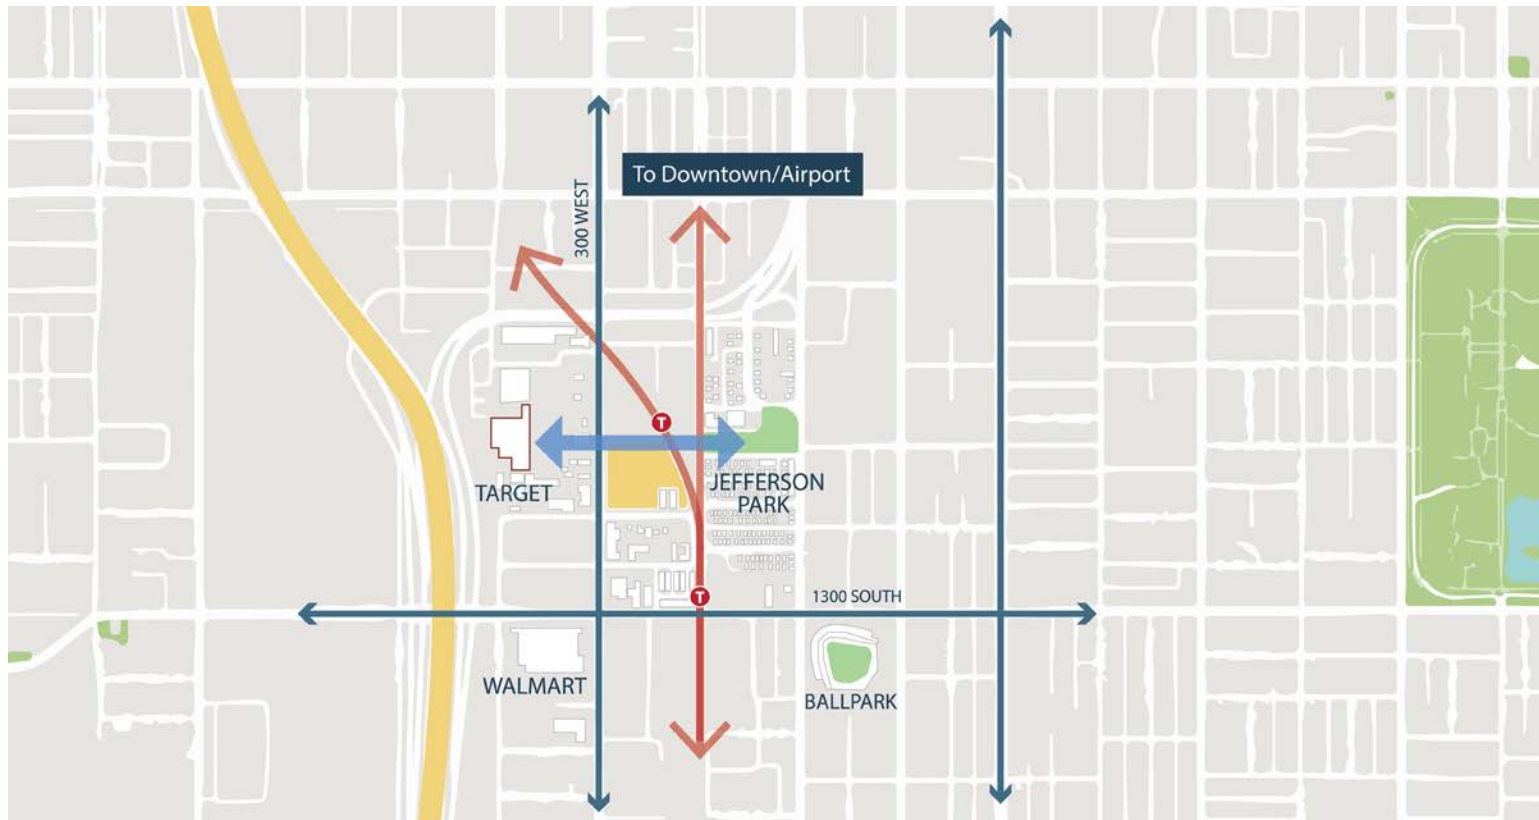 To Downtown/Airport
300 WEST
T
TARGET
JEFFERSON
PARK
T
1300 SOUTH
WALMART
BALLPARK